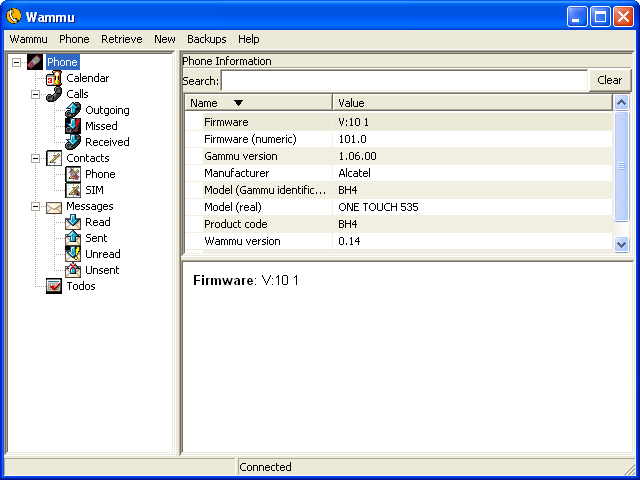 Wammu
Wammu Phone Retrieve New Backups Help
Phone
Calendar
Calls
Outgoing
Missed
Received
Contacts
Phone
SIM
Messages
Read
Sent
Unread
Unsent
Todos
Phone Information
Search: Clear
Name Value
Firmware V:10 1
Firmware (numeric) 101.0
Gammu version 1.06.00
Manufacturer Alcatel
Model (Gammu identific... BH4
Model (real) ONE TOUCH 535
Product code BH4
Wammu version 0.14
Firmware: V:10 1
Connected